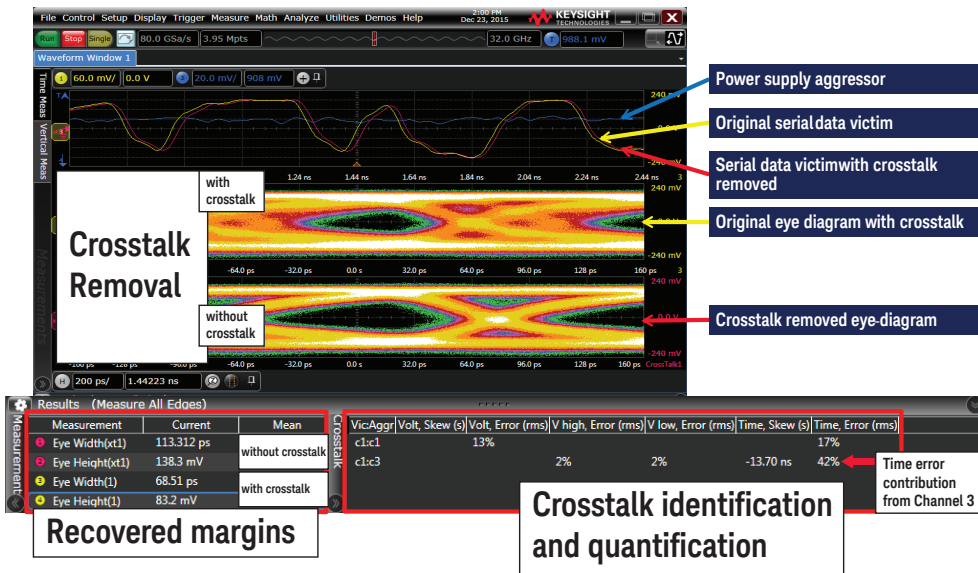 File Control Setup Display Trigger Measure Math Analyze Utilities Demos Help
2:00 PM
Dec 23, 2015
KEYSIGHT
TECHNOLOGIES
Run Stop Single 80.0 GSa/s 3.95 Mpts 32.0 GHz T 988.1 mV
Waveform Window 1
Time Meas
Vertical Meas
Measurements
1 60.0 mV/ 0.0 V 3 20.0 mV/ 908 mV
240 mV
0.0 V
-240 mV
Power supply aggressor
Original serial data victim
Serial data victimwith crosstalk
removed
Original eye diagram with crosstalk
Crosstalk removed eye-diagram
1.24 ns 1.44 ns 1.64 ns 1.84 ns 2.04 ns 2.24 ns 2.44 ns 3
with
crosstalk
240 mV
0.0 V
-240 mV
Crosstalk
Removal
-64.0 ps -32.0 ps 0.0 s 32.0 ps 64.0 ps 96.0 ps 128 ps 160 ps 3
without
crosstalk
240 mV
0.0 V
-240 mV
-160 ps -128 ps -96.0 ps -64.0 ps -32.0 ps 0.0 s 32.0 ps 64.0 ps 96.0 ps 128 ps 160 ps CrossTalk1
H 200 ps/ 1.44223 ns
Results (Measure All Edges)
Measurement
Measurement Current Mean
Eye Width(xt1) 113.312 ps
2 Eye Height(xt1) 138.3 mV
without crosstalk
3 Eye Width(1) 68.51 ps
4 Eye Height(1) 83.2 mV
with crosstalk
Recovered margins
Crosstalk
Vic:Aggr Volt, Skew (s) Volt, Error (rms) V high, Error (rms) V low, Error (rms) Time, Skew (s) Time, Error (rms)
c1:c1 13% 17%
c1:c3 2% 2% -13.70 ns 42%
Time error
contribution
from Channel 3
Crosstalk identification
and quantification